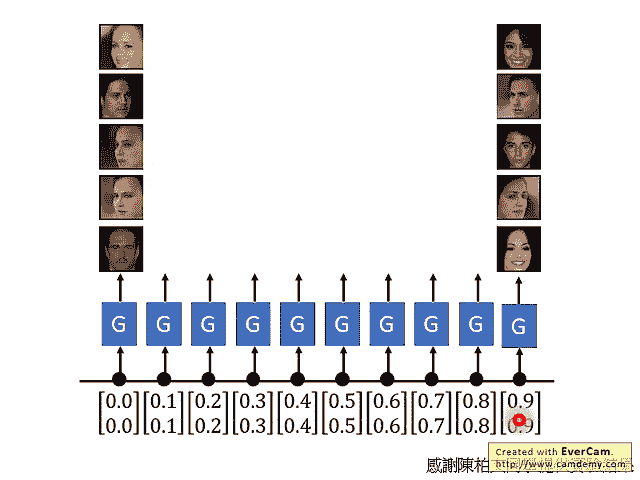 G G G G G G G G G G
[0.0] [0.1] [0.2] [0.3] [0.4] [0.5] [0.6] [0.7] [0.8] [0.9]
[0.0] [0.1] [0.2] [0.3] [0.4] [0.5] [0.6] [0.7] [0.8] [0.9]
Created with EverCam.
http://www.camdemy.com
感謝陳柏